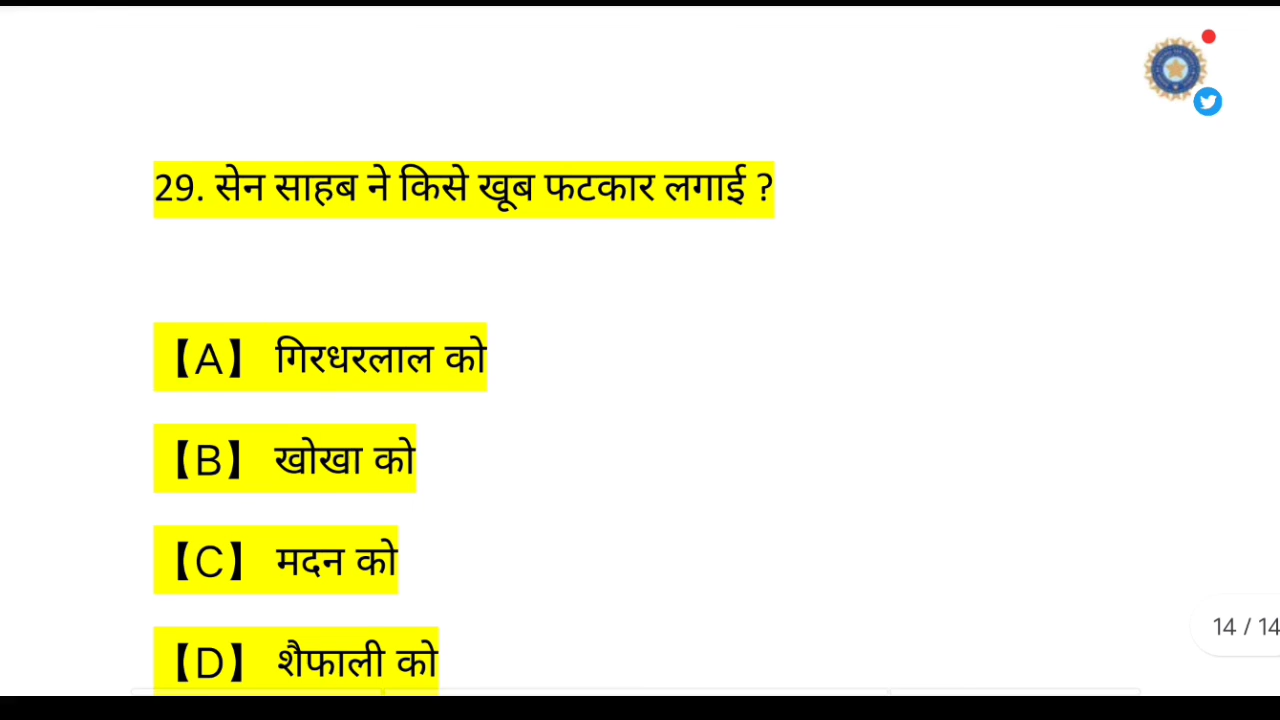 29. सेन साहब ने किसे खूब फटकार लगाई ?
【A】 गिरधरलाल को
【B】 खोखा को
【C】 मदन को
【D】 शैफाली को
14 / 14